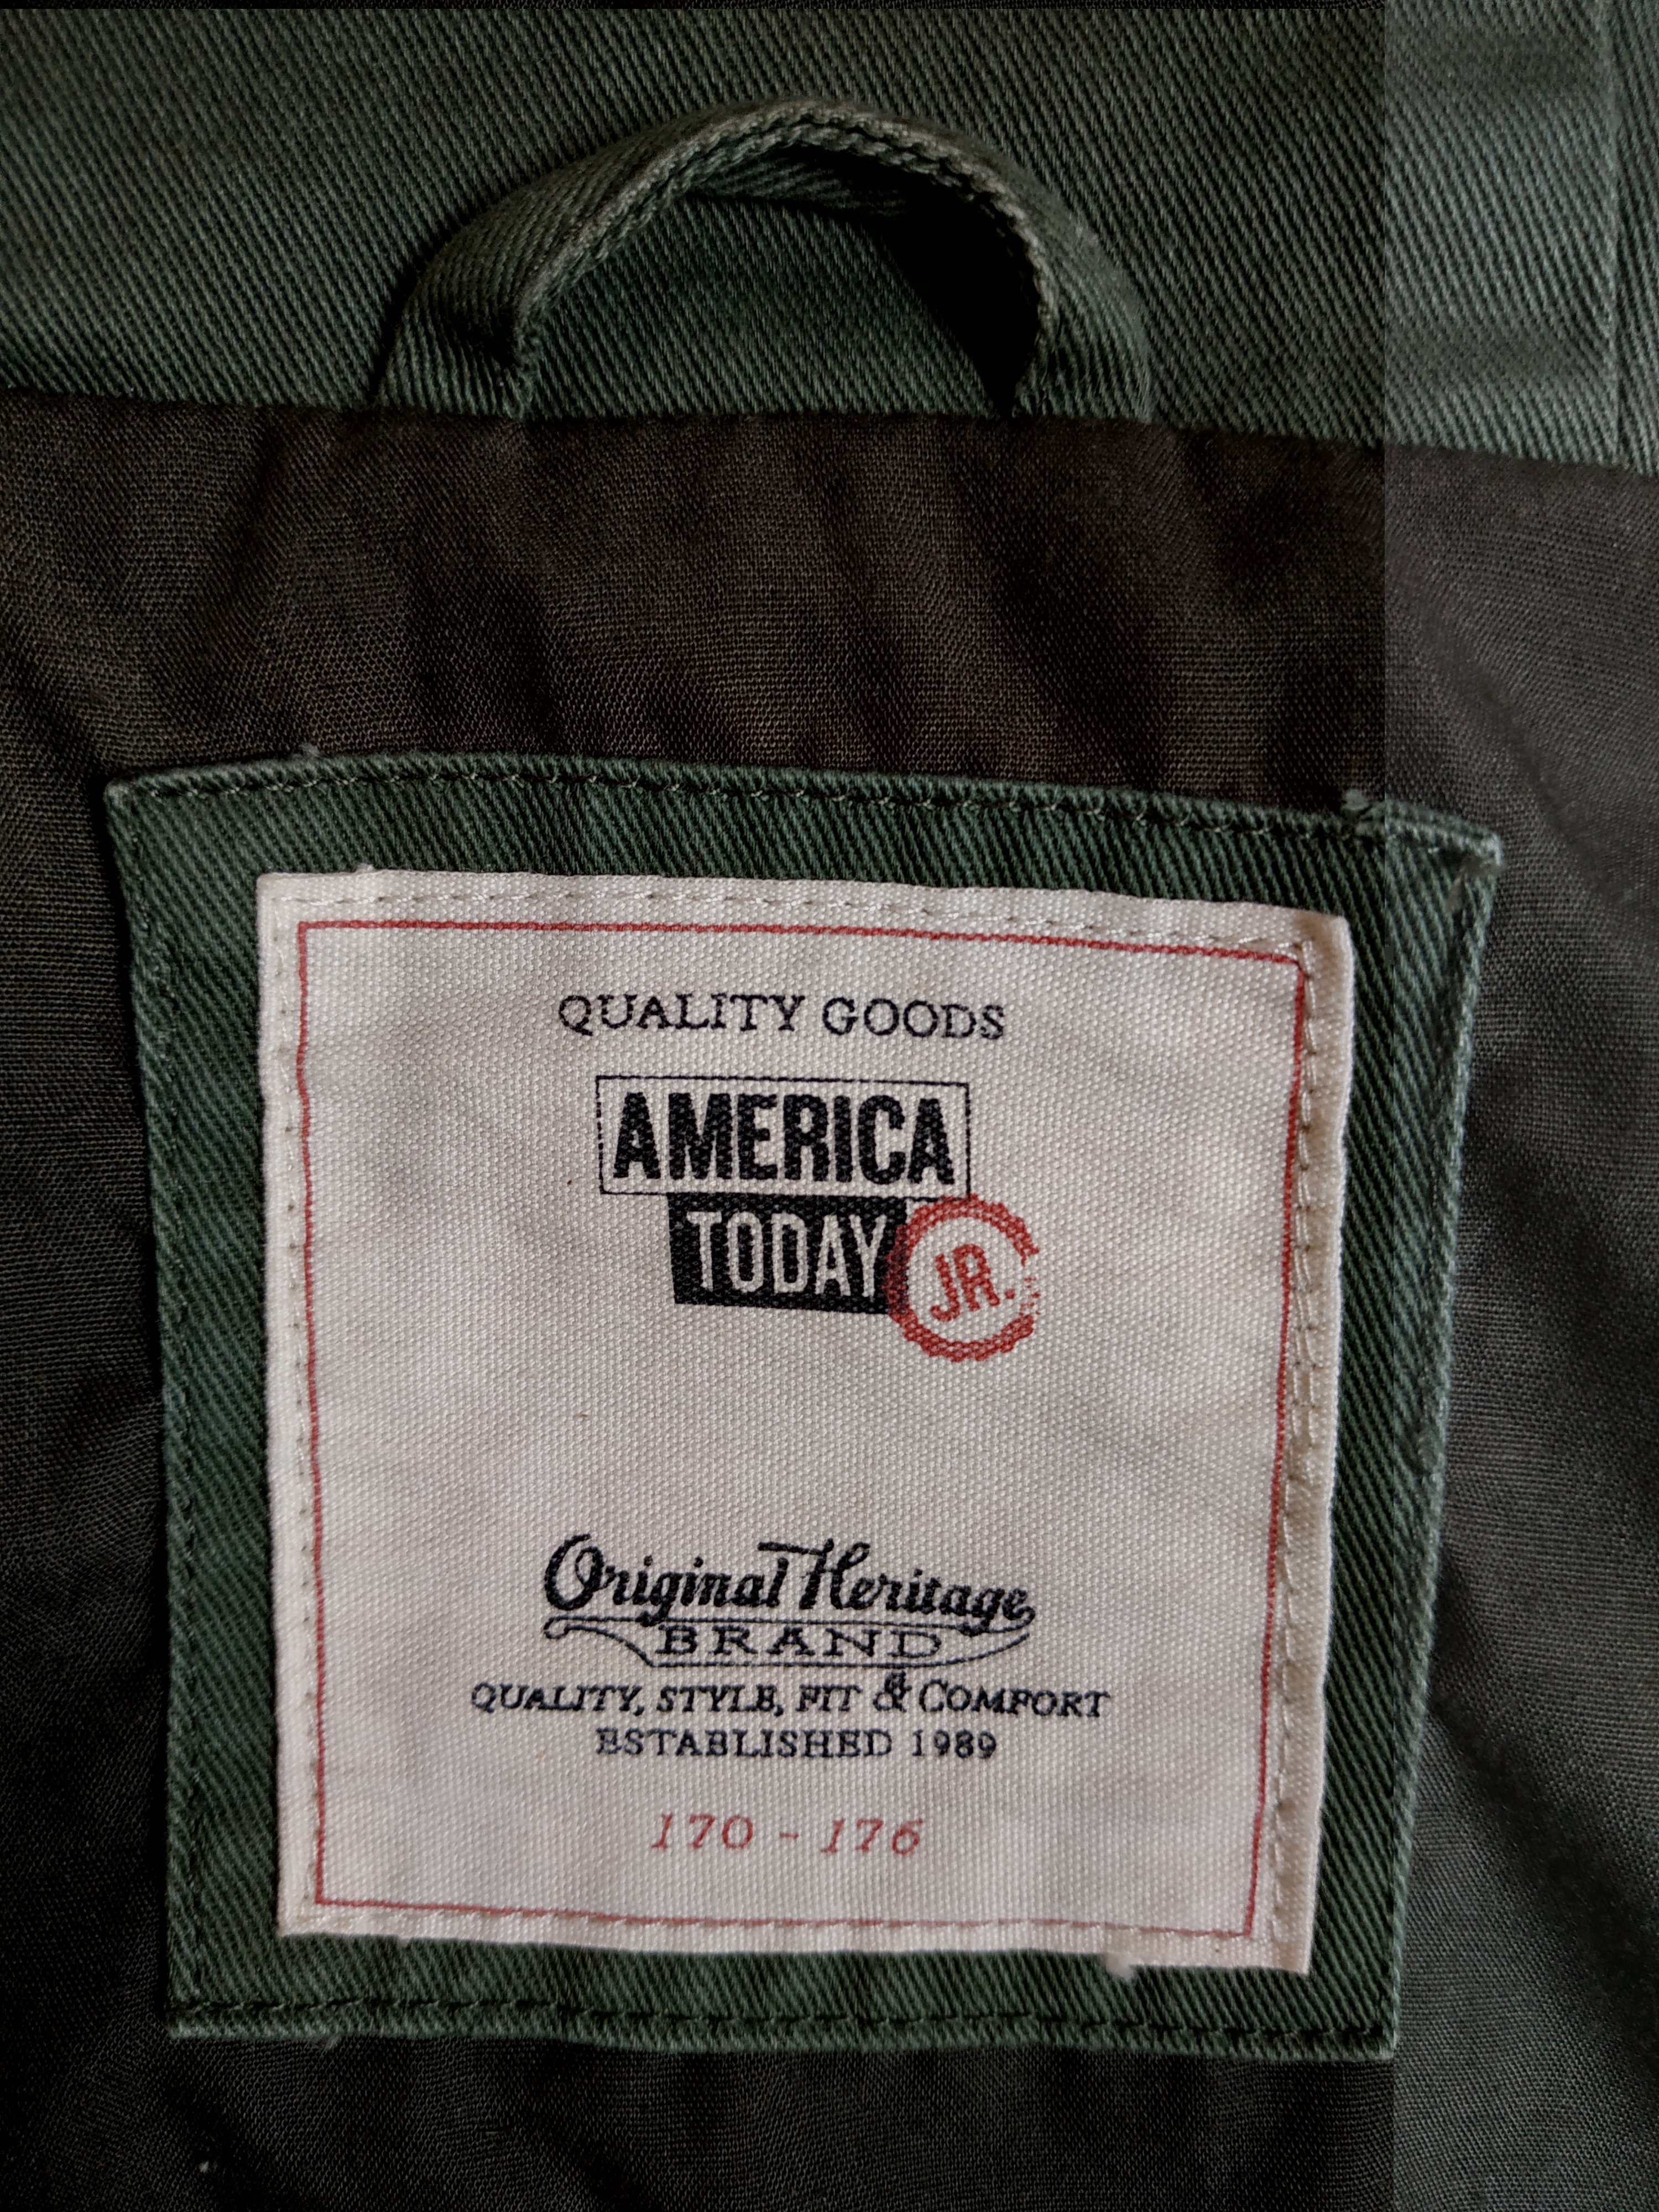 QUALITY GOODS
AMERICA
TODAY
JR.
Original Heritage
BRAND
QUALITY, STYLE, FIT & COMFORT
ESTABLISHED 1989
170 - 176